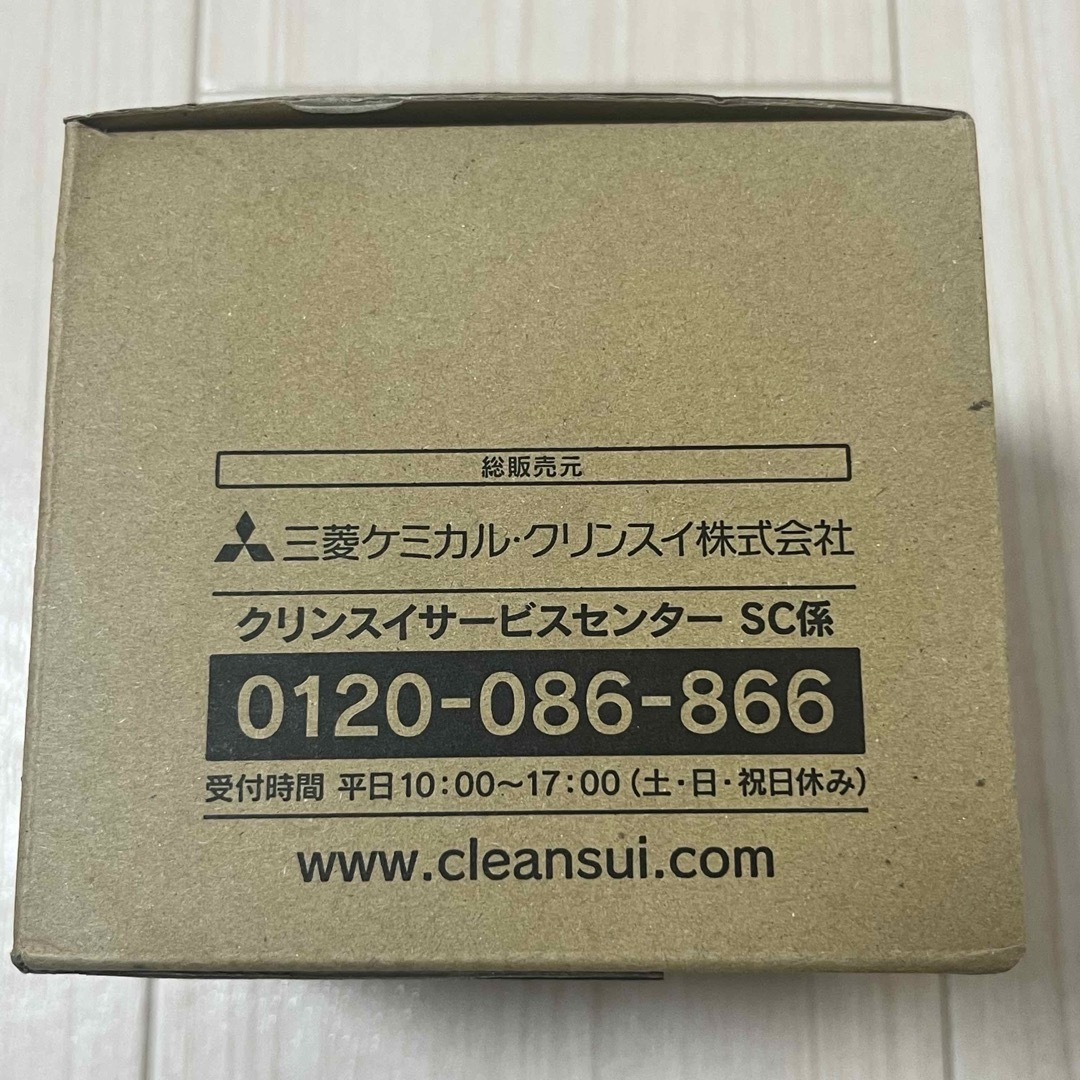 総販売元
三菱ケミカル・クリンスイ株式会社
クリンスイサービスセンター SC係
0120-086-866
受付時間 平日10:00〜17:00（土・日・祝日休み）
www.cleansui.com